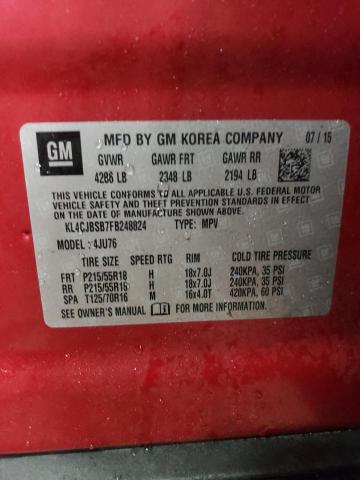 GM
MFD BY GM KOREA COMPANY
07/15
GVWR GAWR FRT GAWR RR
4286 LB 2348 LB 2194 LB
THIS VEHICLE CONFORMS TO ALL APPLICABLE U.S. FEDERAL MOTOR
VEHICLE SAFETY AND THEFT PREVENTION STANDARDS IN EFFECT
ON THE DATE OF MANUFACTURE SHOWN ABOVE.
KL4CJBSB7FB248824 TYPE: MPV
MODEL: 4JU76
TIRE SIZE SPEED RTG RIM COLD TIRE PRESSURE
FRT P215/55R18 H 18x7.0J 240KPA, 35 PSI
RR P215/55R18 H 18x7.0J 240KPA, 35 PSI
SPA T125/70R16 M 16x4.0T 420KPA, 60 PSI
SEE OWNER'S MANUAL FOR MORE INFORMATION